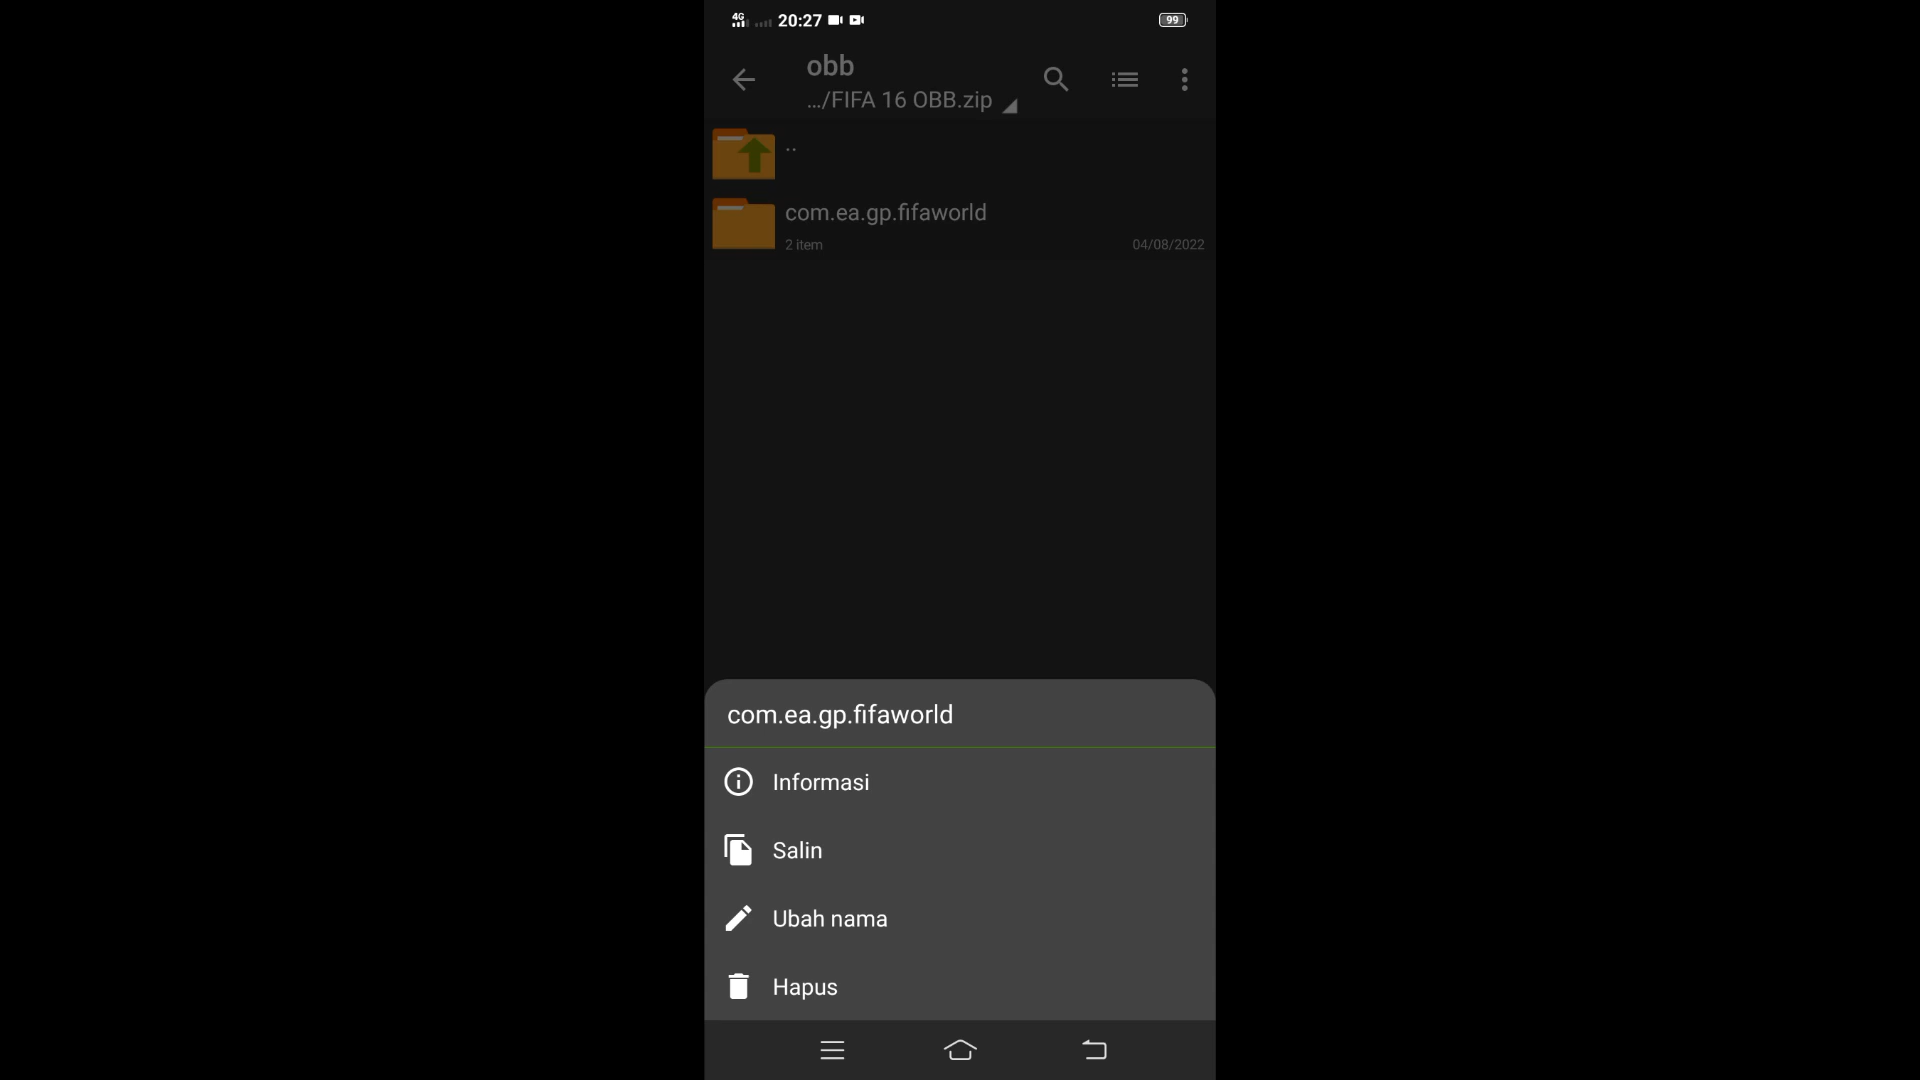 4G 20:27 99
obb
.../FIFA 16 OBB.zip
..
com.ea.gp.fifaworld
2 item 04/08/2022
com.ea.gp.fifaworld
Informasi
Salin
Ubah nama
Hapus